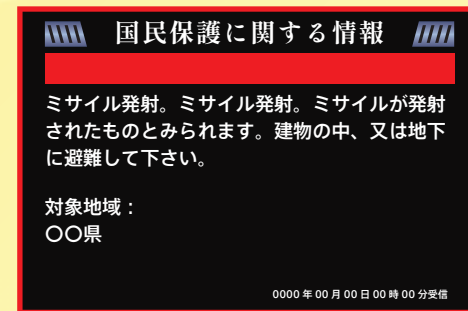 国民保護に関する情報
ミサイル発射。ミサイル発射。ミサイルが発射
されたものとみられます。建物の中、又は地下
に避難して下さい。
対象地域：
〇〇県
0000年00月00日00時00分受信